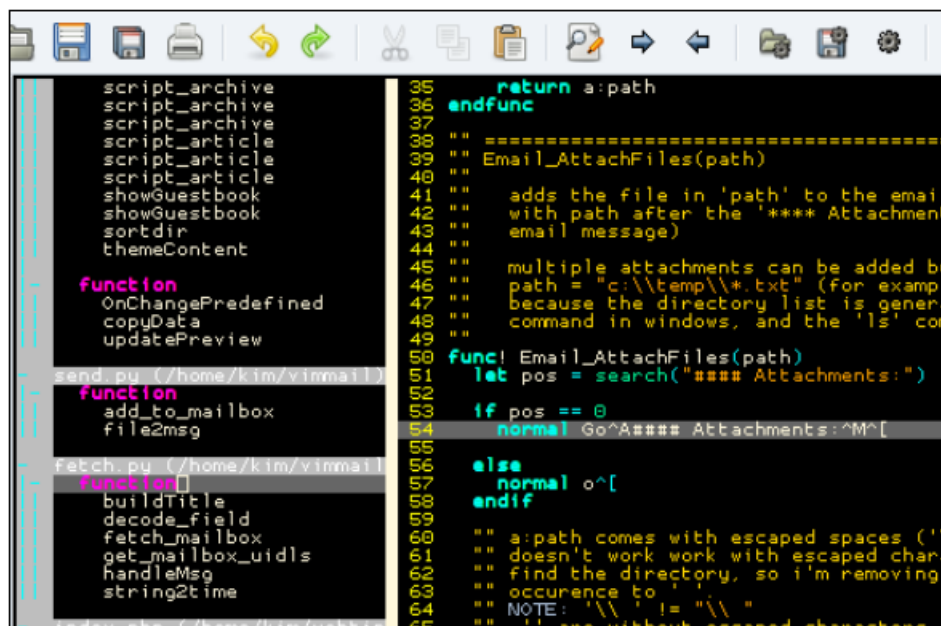 script_archive
script_archive
script_archive
script_article
script_article
script_article
showGuestbook
showGuestbook
sortdir
themeContent
function
OnChangePredefined
copyData
updatePreview
send.py (/home/kim/vimmail)
function
add_to_mailbox
file2msg
fetch.py (/home/kim/vimmail
function
buildTitle
decode_field
fetch_mailbox
get_mailbox_uidls
handleMsg
string2time
35 return a:path
36 endfunc
37
38 "" =====================================
39 "" Email_AttachFiles(path)
40 ""
41 "" adds the file in 'path' to the emai
42 "" with path after the '**** Attachmen
43 "" email message)
44 ""
45 "" multiple attachments can be added b
46 "" path = "c:\\temp\\*.txt" (for examp
47 "" because the directory list is gener
48 "" command in windows, and the 'ls' co
49 ""
50 func! Email_AttachFiles(path)
51 let pos = search("#### Attachments:")
52
53 if pos == 0
54 normal Go^A#### Attachments:^M^[
55
56 else
57 normal o^[
58 endif
59
60 "" a:path comes with escaped spaces ('
61 "" doesn't work work with escaped char
62 "" find the directory, so i'm removing
63 "" occurence to ' '.
64 "" NOTE: '\\ ' != "\\ "